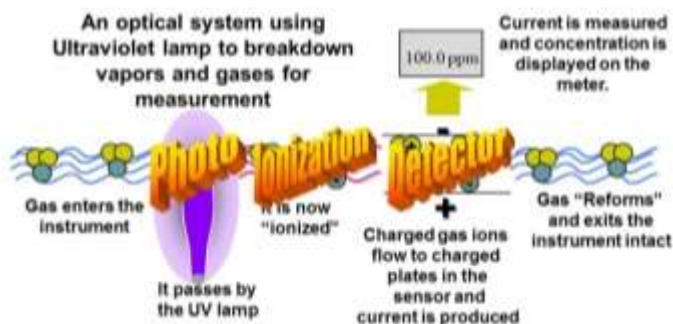 An optical system using
Ultraviolet lamp to breakdown
vapors and gases for
measurement
100.0 ppm
Current is measured
and concentration is
displayed on the
meter.
Photo Ionization Detector
-
+
Gas enters the
instrument
It passes by
the UV lamp
It is now
"ionized"
Charged gas ions
flow to charged
plates in the
sensor and
current is produced
Gas "Reforms"
and exits the
instrument intact